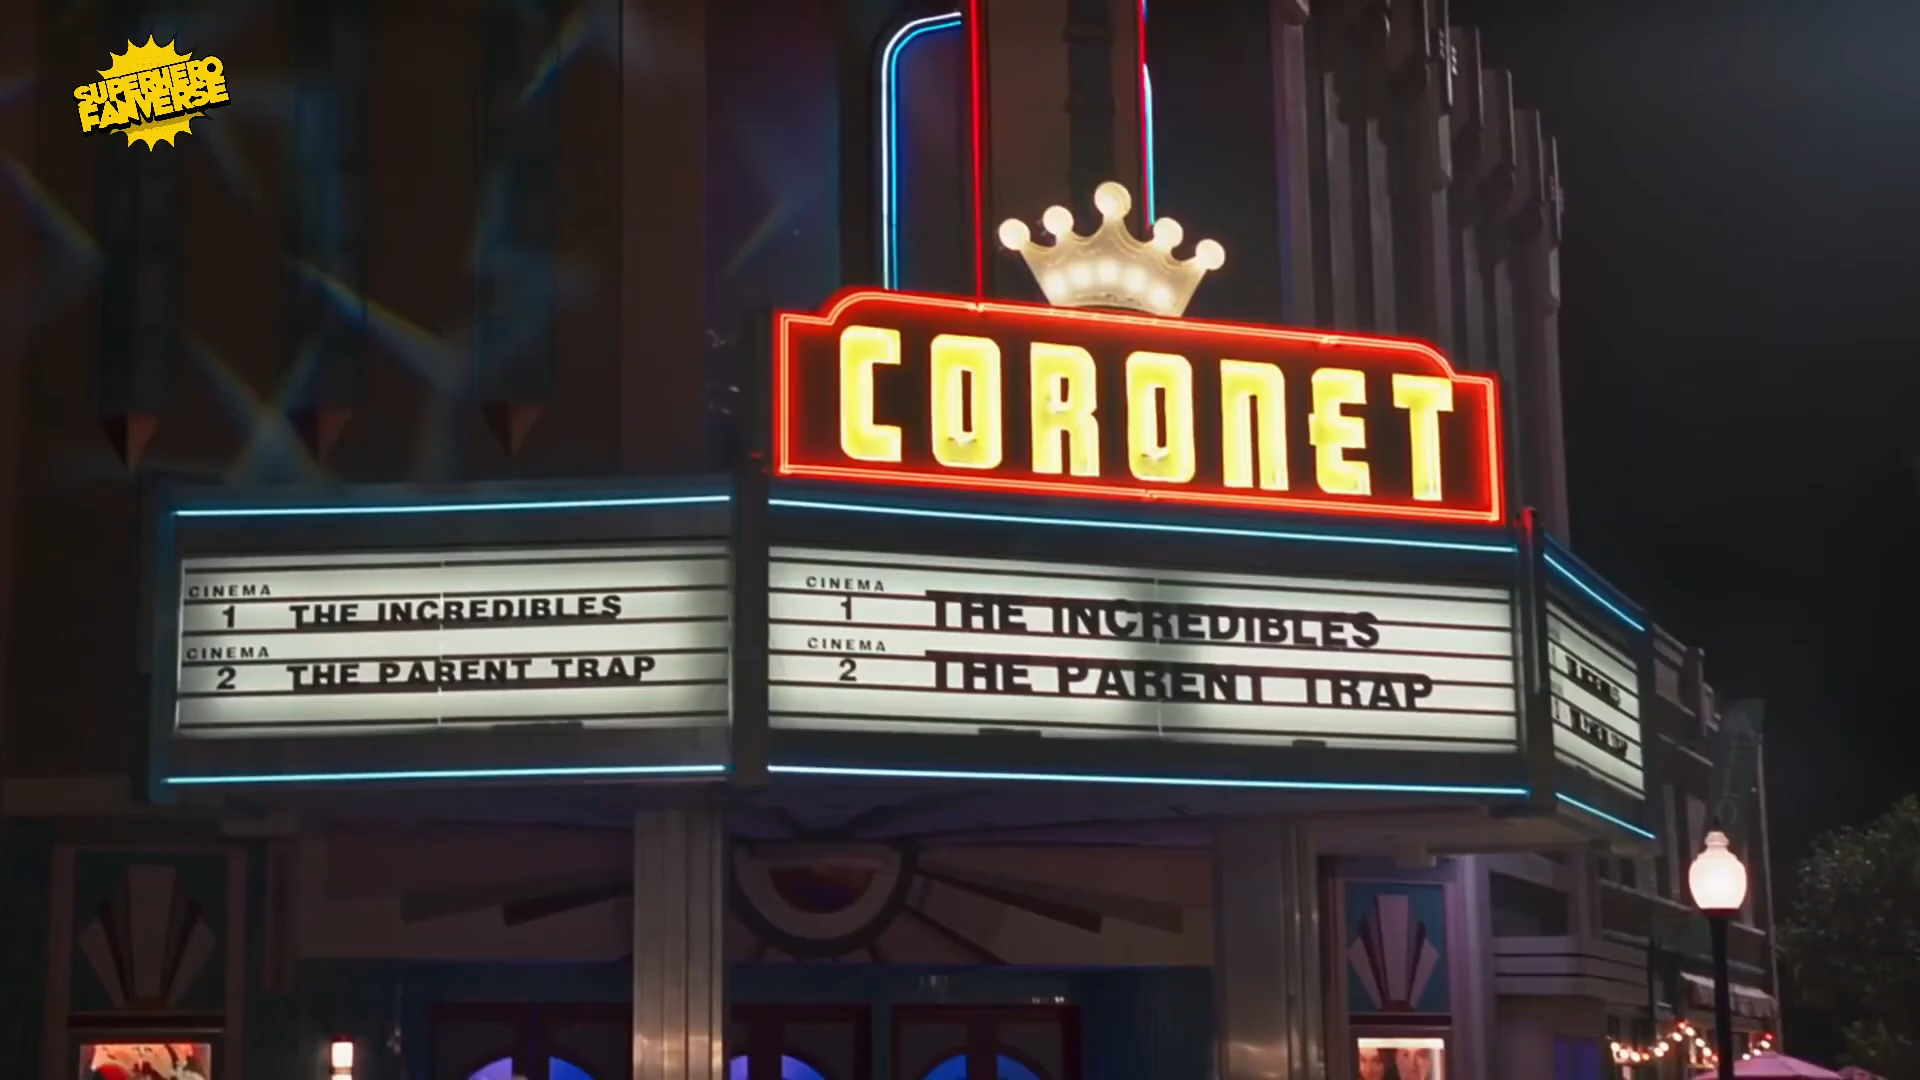 SUPERHERO
FANVERSE
CORONET
CINEMA
1 THE INCREDIBLES
CINEMA
2 THE PARENT TRAP
CINEMA
1 THE INCREDIBLES
CINEMA
2 THE PARENT TRAP